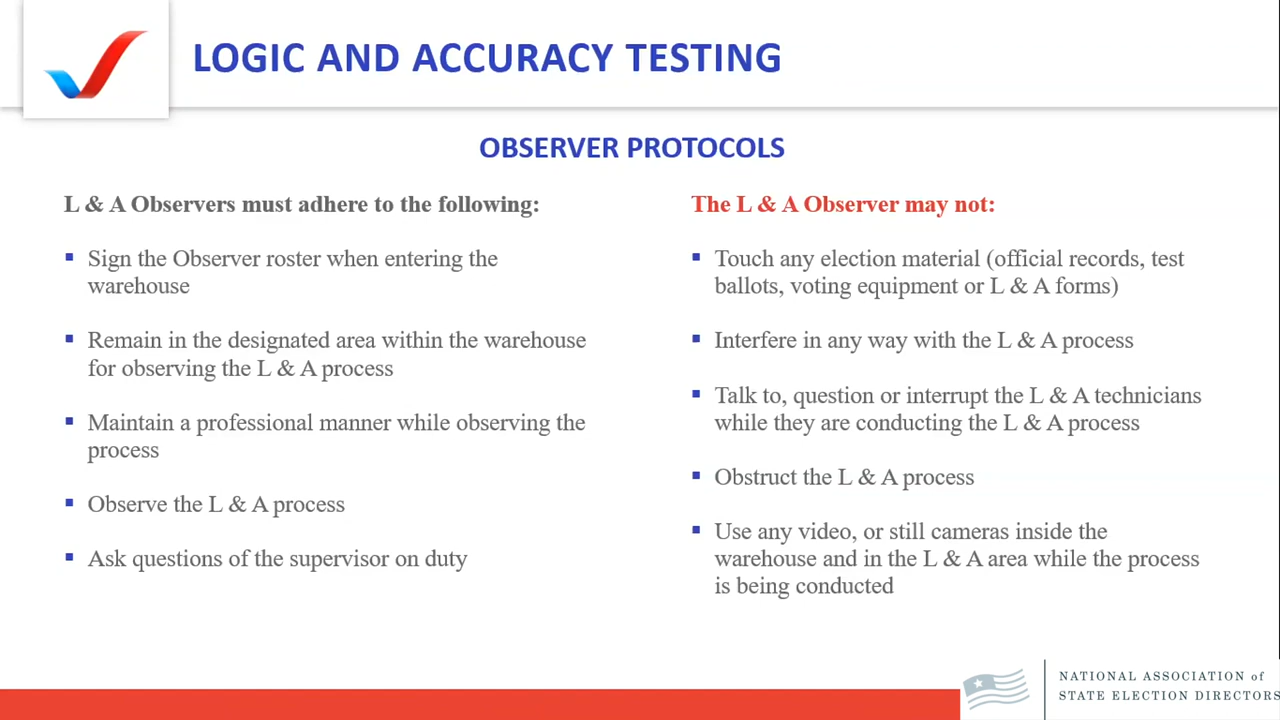 LOGIC AND ACCURACY TESTING
OBSERVER PROTOCOLS
L & A Observers must adhere to the following:
▪ Sign the Observer roster when entering the
warehouse
▪ Remain in the designated area within the warehouse
for observing the L & A process
▪ Maintain a professional manner while observing the
process
▪ Observe the L & A process
▪ Ask questions of the supervisor on duty
The L & A Observer may not:
▪ Touch any election material (official records, test
ballots, voting equipment or L & A forms)
▪ Interfere in any way with the L & A process
▪ Talk to, question or interrupt the L & A technicians
while they are conducting the L & A process
▪ Obstruct the L & A process
▪ Use any video, or still cameras inside the
warehouse and in the L & A area while the process
is being conducted
NATIONAL ASSOCIATION of
STATE ELECTION DIRECTORS